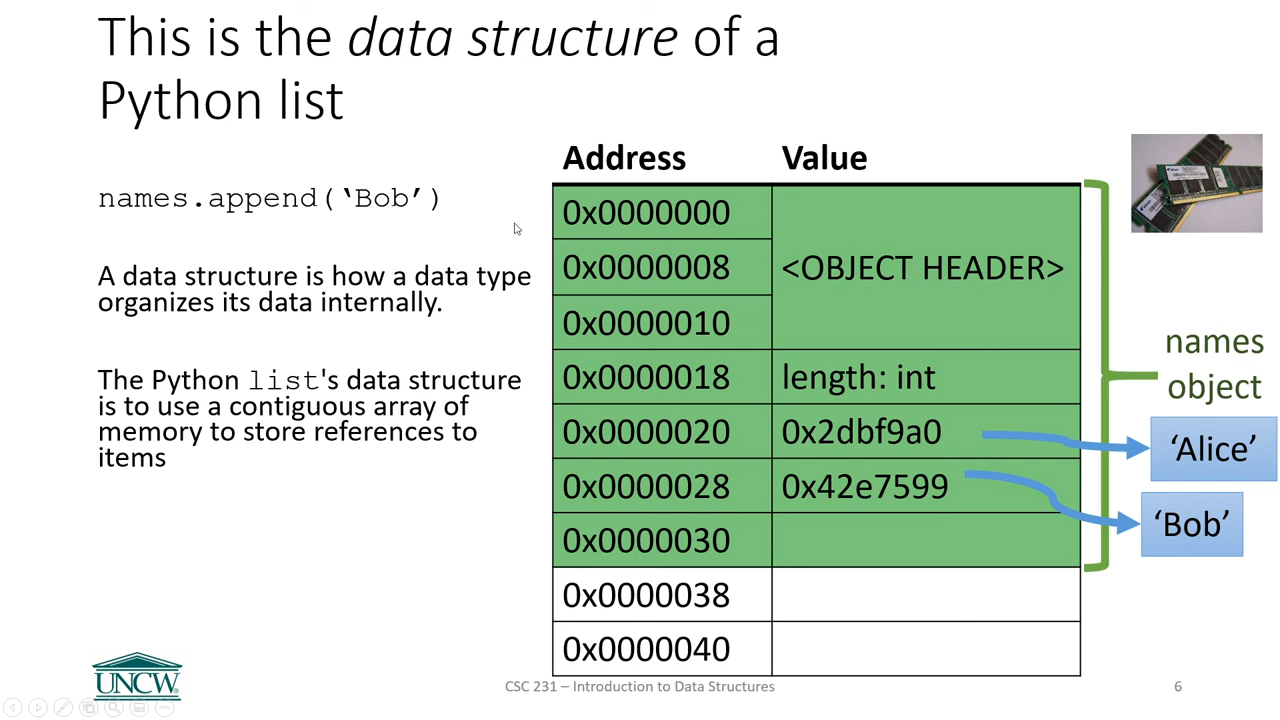 This is the data structure of a
Python list
names.append(‘Bob’)
A data structure is how a data type
organizes its data internally.
The Python list's data structure
is to use a contiguous array of
memory to store references to
items
Address Value
0x0000000
0x0000008 <OBJECT HEADER>
0x0000010
0x0000018 length: int
0x0000020 0x2dbf9a0
0x0000028 0x42e7599
0x0000030
0x0000038
0x0000040
names
object
‘Alice’
‘Bob’
UNCW
CSC 231 – Introduction to Data Structures
6